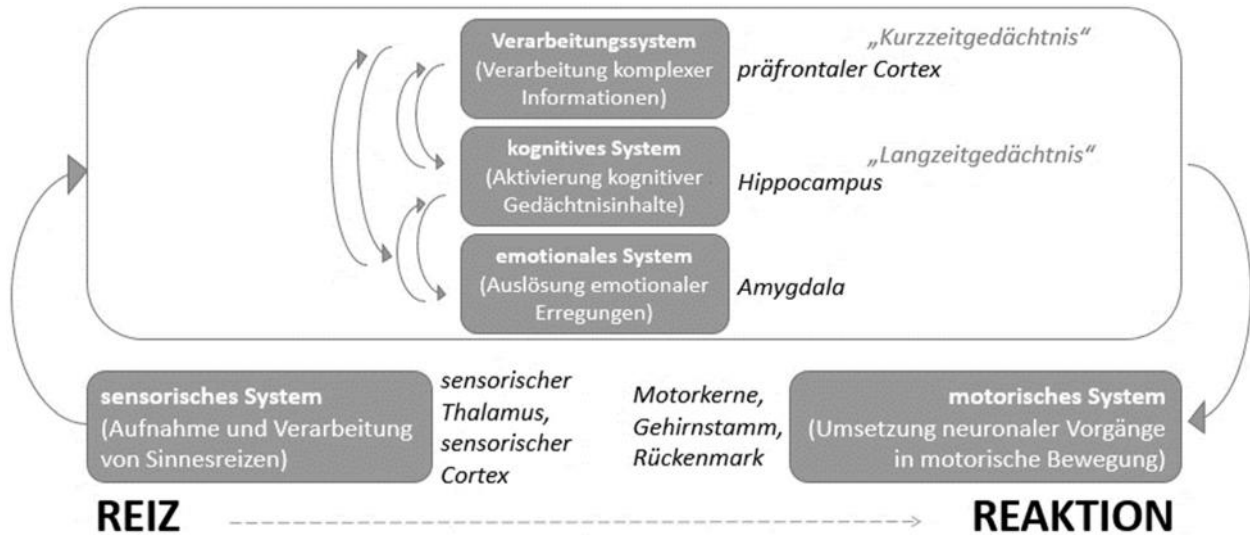 Verarbeitungssystem
(Verarbeitung komplexer
Informationen)
„Kurzzeitgedächtnis“
präfrontaler Cortex
kognitives System
(Aktivierung kognitiver
Gedächtnisinhalte)
„Langzeitgedächtnis“
Hippocampus
emotionales System
(Auslösung emotionaler
Erregungen)
Amygdala
sensorisches System
(Aufnahme und Verarbeitung
von Sinnesreizen)
sensorischer
Thalamus,
sensorischer
Cortex
Motorkerne,
Gehirnstamm,
Rückenmark
motorisches System
(Umsetzung neuronaler Vorgänge
in motorische Bewegung)
REIZ
REAKTION